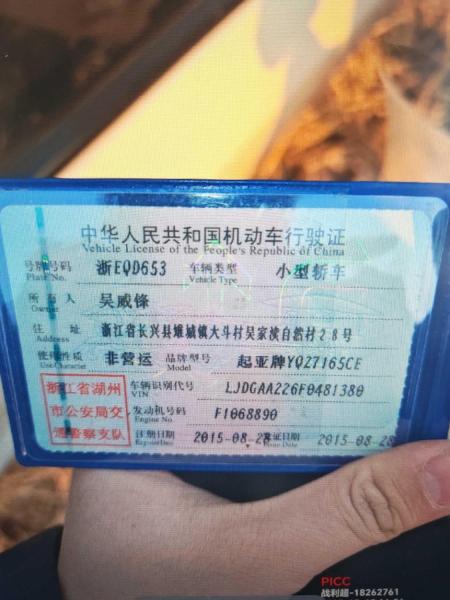 中华人民共和国机动车行驶证
Vehicle License of the People's Republic of China
号牌号码 浙EQD653 车辆类型 小型轿车
Plate No. Vehicle Type
所有人 吴威锋
Owner
住址 浙江省长兴县雉城镇大斗村吴家浃自然村28号
Address
使用性质 非营运 品牌型号 起亚牌YQZ7165CE
Use Character Model
浙江省湖州 车辆识别代号 LJDGAA226F0481380
VIN
市公安局交 发动机号码 F1068890
Engine No.
通警察支队 注册日期 2015-08-28 发证日期 2015-08-28
Register Date Issue Date
PICC
战利超-18262761